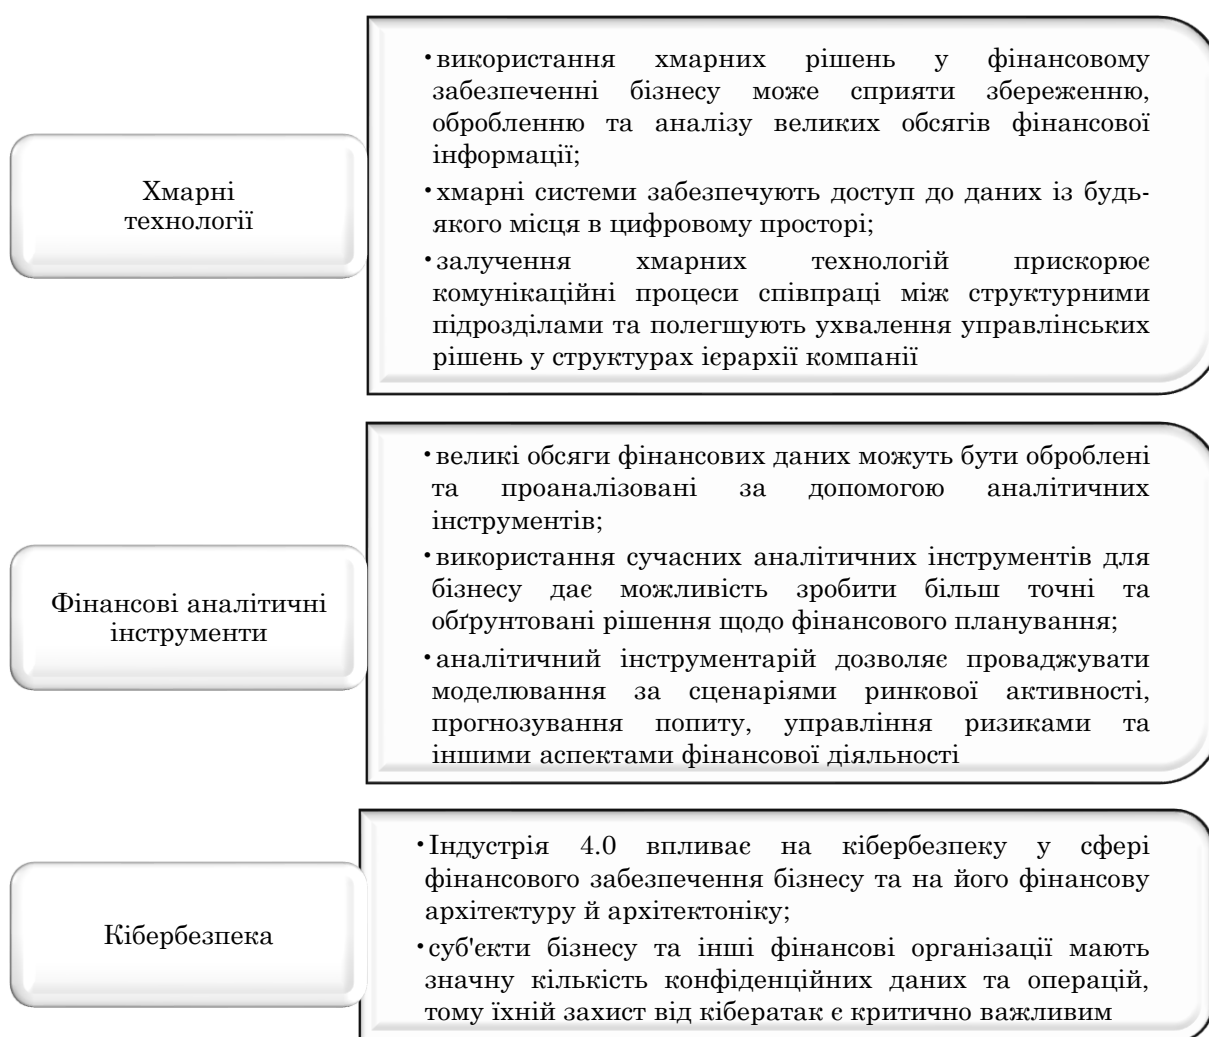 Хмарні
технології
•використання хмарних рішень у фінансовому
забезпеченні бізнесу може сприяти збереженню,
обробленню та аналізу великих обсягів фінансової
інформації;
•хмарні системи забезпечують доступ до даних із будь-
якого місця в цифровому просторі;
•залучення хмарних технологій прискорює
комунікаційні процеси співпраці між структурними
підрозділами та полегшують ухвалення управлінських
рішень у структурах ієрархії компанії
Фінансові аналітичні
інструменти
•великі обсяги фінансових даних можуть бути оброблені
та проаналізовані за допомогою аналітичних
інструментів;
•використання сучасних аналітичних інструментів для
бізнесу дає можливість зробити більш точні та
обґрунтовані рішення щодо фінансового планування;
•аналітичний інструментарій дозволяє проваджувати
моделювання за сценаріями ринкової активності,
прогнозування попиту, управління ризиками та
іншими аспектами фінансової діяльності
Кібербезпека
•Індустрія 4.0 впливає на кібербезпеку у сфері
фінансового забезпечення бізнесу та на його фінансову
архітектуру й архітектоніку;
•суб'єкти бізнесу та інші фінансові організації мають
значну кількість конфіденційних даних та операцій,
тому їхній захист від кібератак є критично важливим